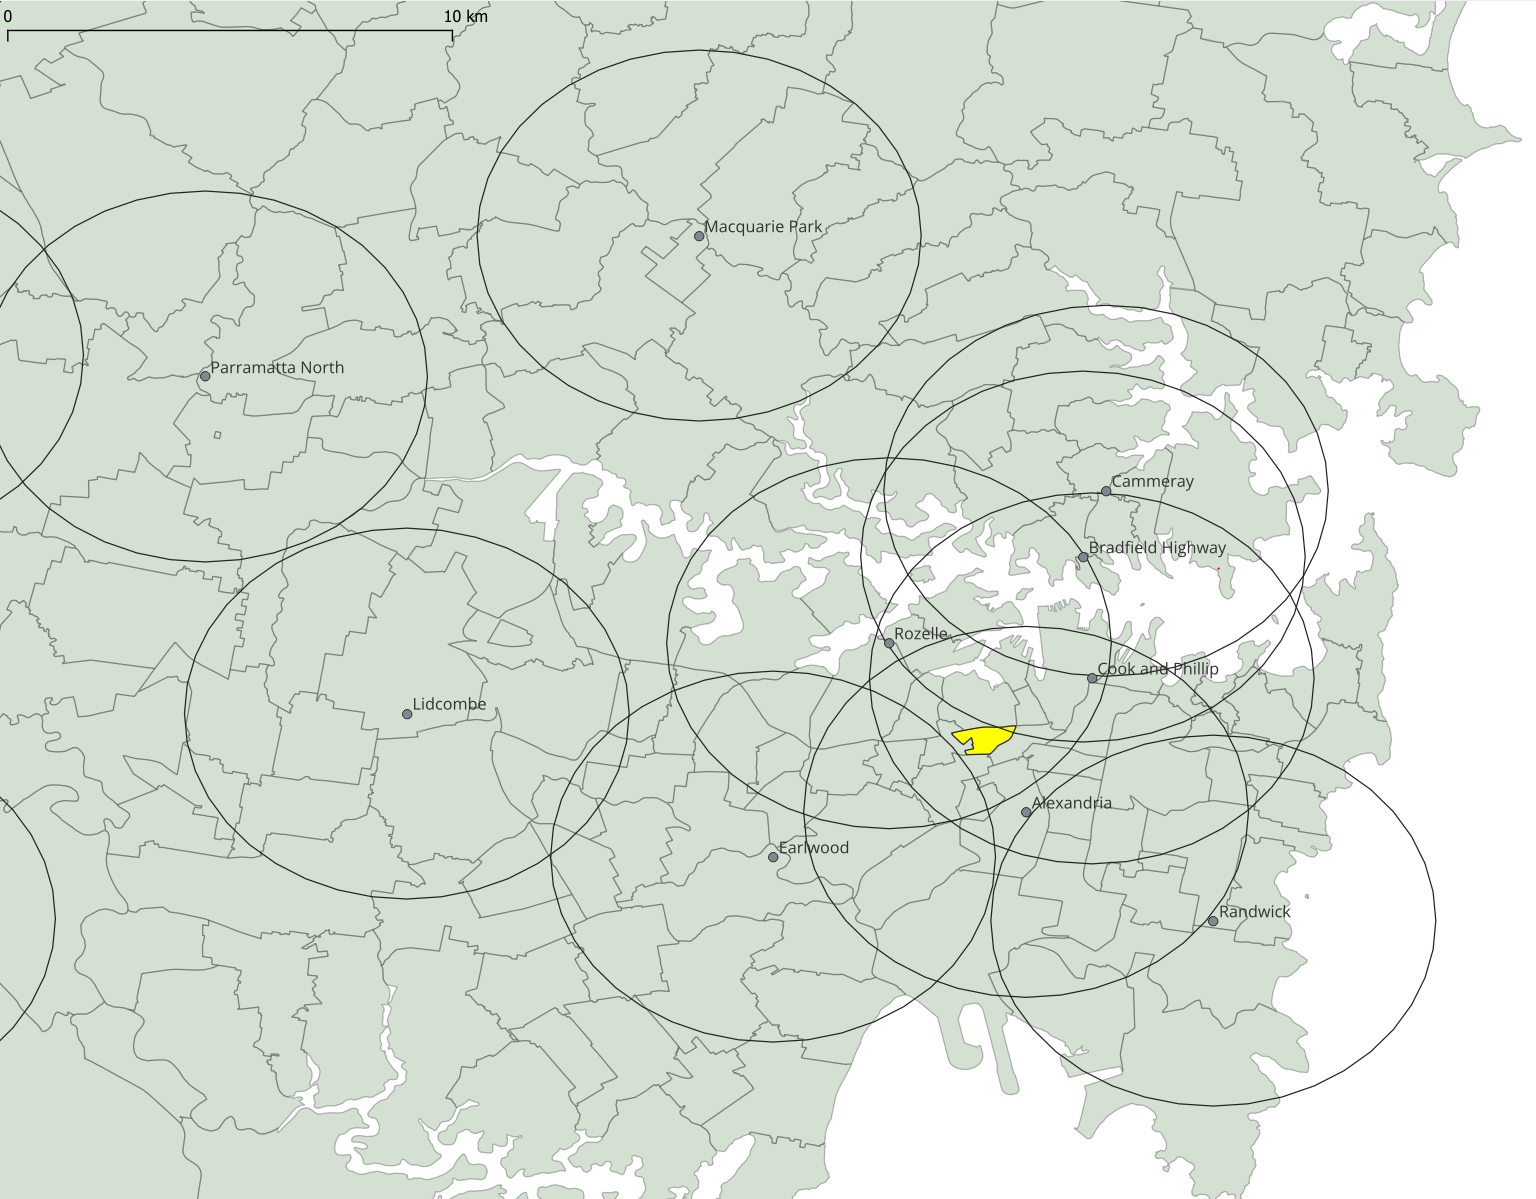 0
10 km
Macquarie Park
Parramatta North
Cammeray
Bradfield Highway
Rozelle
Cook and Phillip
Lidcombe
Alexandria
Earlwood
Randwick